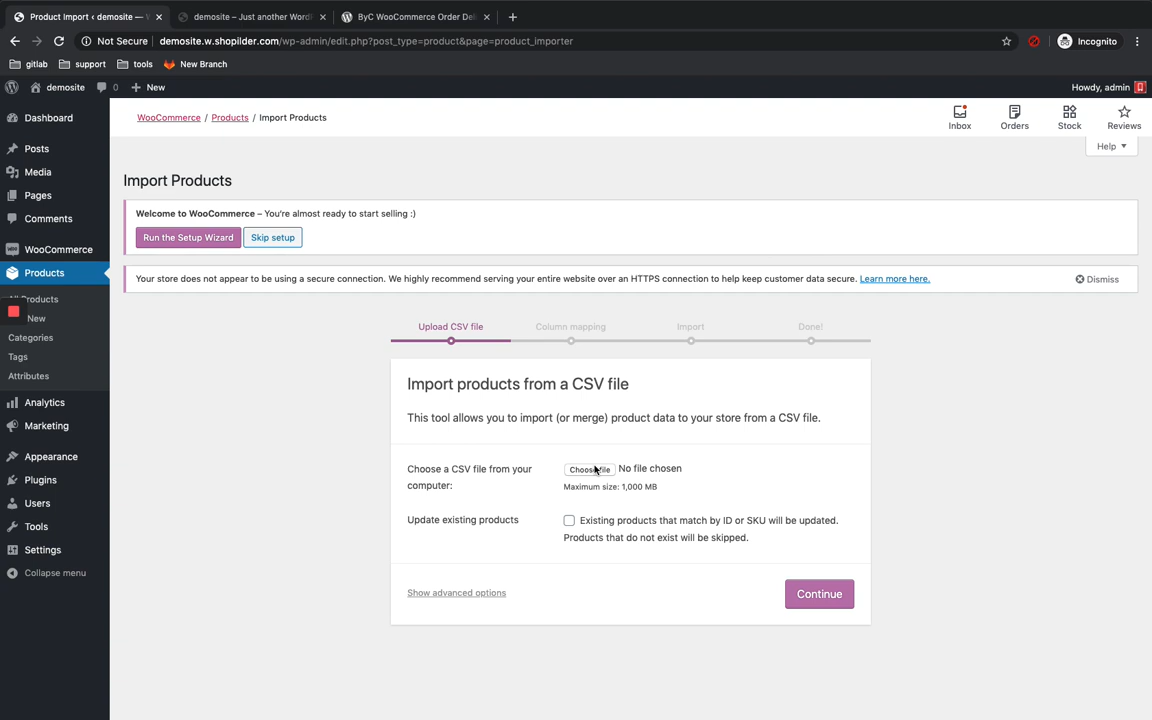 Product Import ‹ demosite — W
demosite – Just another Word
ByC WooCommerce Order Del
Not Secure
demosite.w.shopilder.com/wp-admin/edit.php?post_type=product&page=product_importer
Incognito
gitlab
support
tools
New Branch
demosite
0
New
Howdy, admin
Dashboard
Posts
Media
Pages
Comments
WooCommerce
Products
Products
New
Categories
Tags
Attributes
Analytics
Marketing
Appearance
Plugins
Users
Tools
Settings
Collapse menu
WooCommerce / Products / Import Products
Inbox
Orders
Stock
Reviews
Help
Import Products
Welcome to WooCommerce – You're almost ready to start selling :)
Run the Setup Wizard
Skip setup
Your store does not appear to be using a secure connection. We highly recommend serving your entire website over an HTTPS connection to help keep customer data secure. Learn more here.
Dismiss
Upload CSV file
Column mapping
Import
Done!
Import products from a CSV file
This tool allows you to import (or merge) product data to your store from a CSV file.
Choose a CSV file from your
computer:
Choose file
No file chosen
Maximum size: 1,000 MB
Update existing products
Existing products that match by ID or SKU will be updated.
Products that do not exist will be skipped.
Show advanced options
Continue